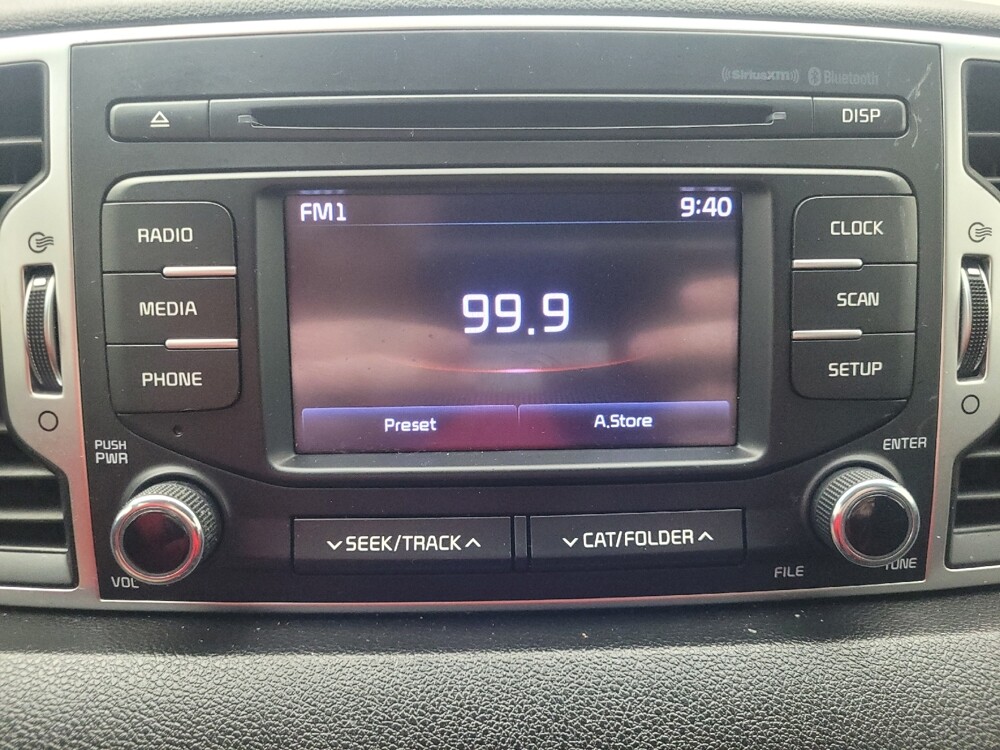 SiriusXM Bluetooth
DISP
RADIO
MEDIA
PHONE
FM1 9:40
99.9
Preset A.Store
CLOCK
SCAN
SETUP
PUSH
PWR
VOL
SEEK/TRACK
CAT/FOLDER
ENTER
FILE
TUNE